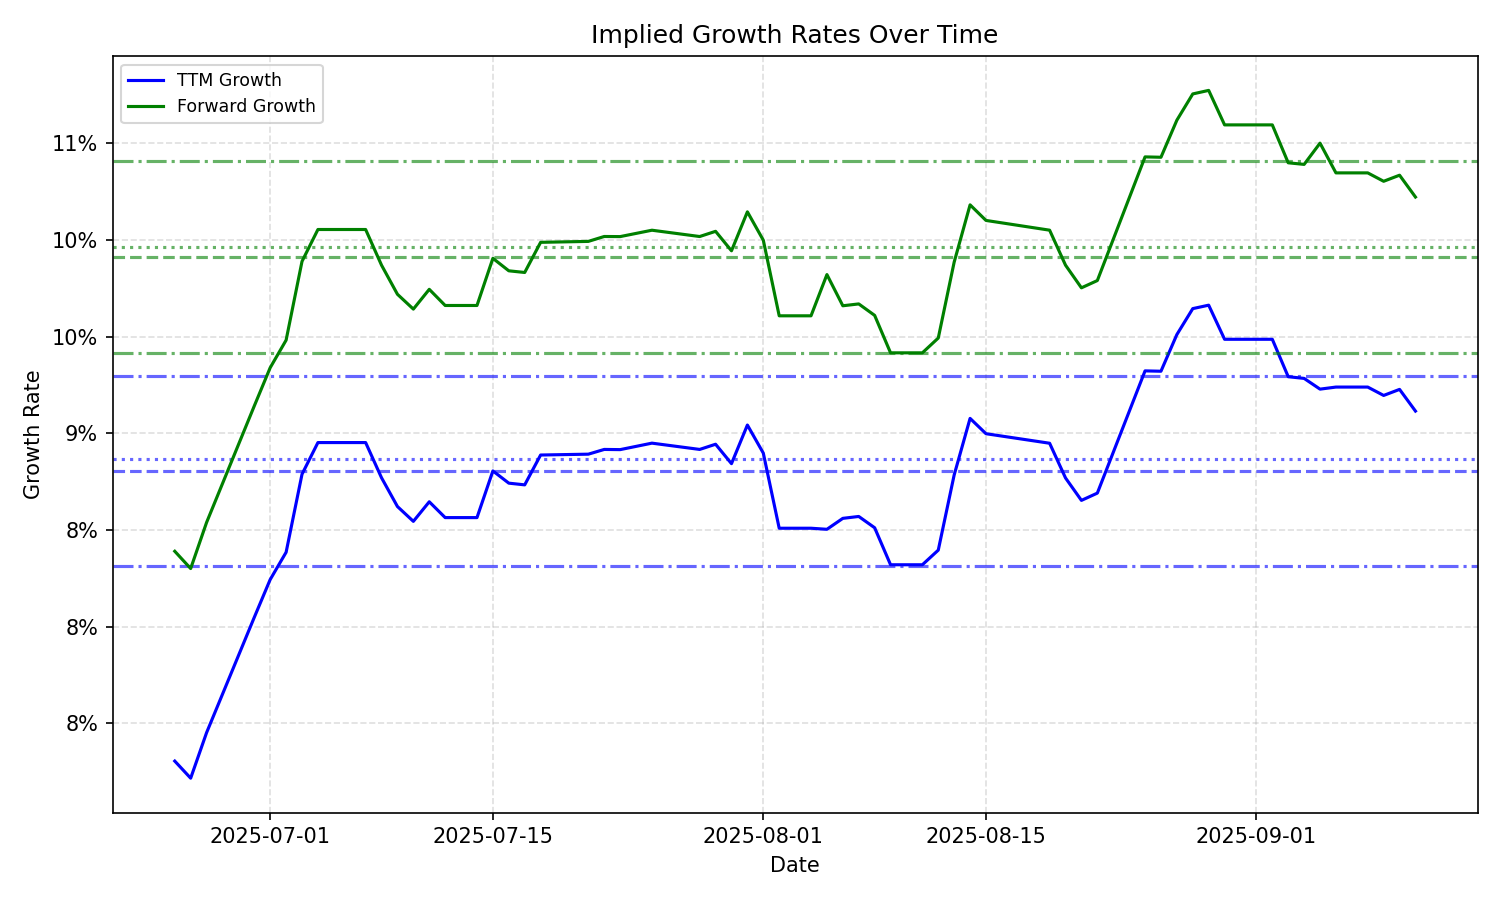 Implied Growth Rates Over Time
TTM Growth
Forward Growth
11%
10%
10%
9%
8%
8%
8%
Growth Rate
2025-07-01
2025-07-15
2025-08-01
2025-08-15
2025-09-01
Date